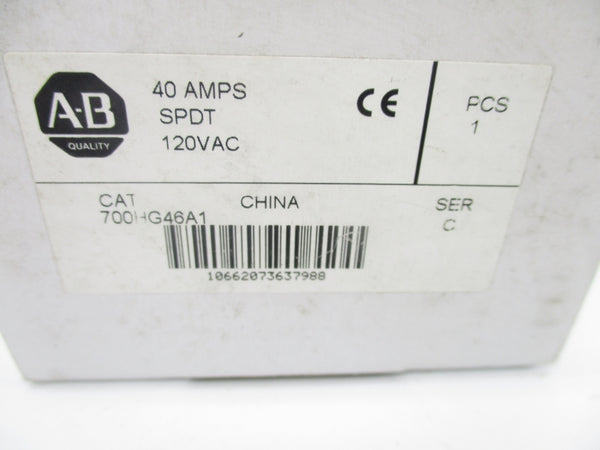 A-B
QUALITY
40 AMPS
SPDT
120VAC
CE
PCS
1
CAT
700HG46A1
CHINA
SER
C
10662073637988